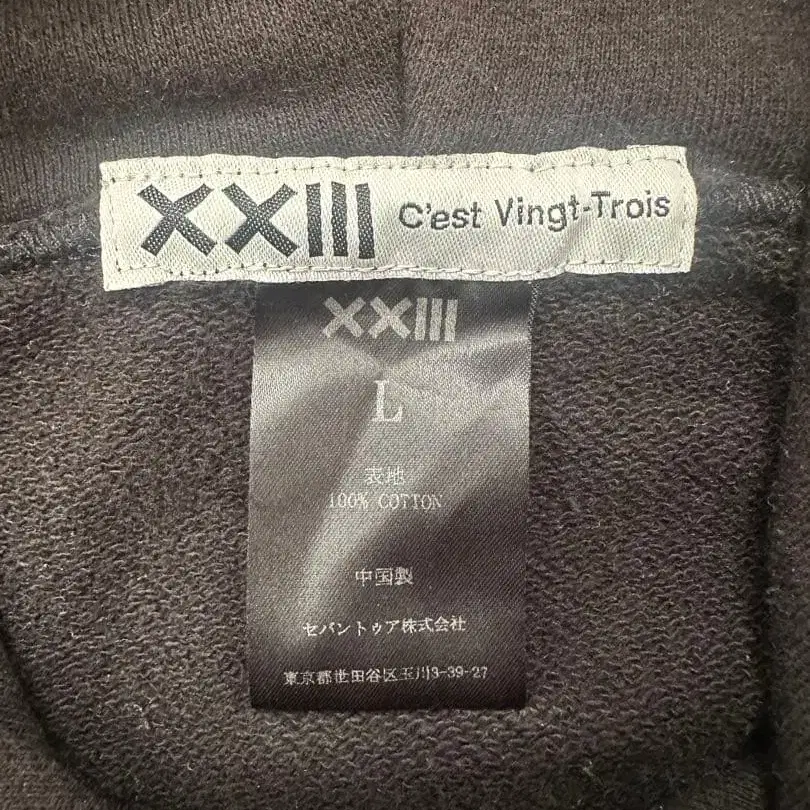 XXIII C'est Vingt-Trois
XXIII
L
表地
100% COTTON
中国製
セバントゥア株式会社
東京都世田谷区玉川3-39-27